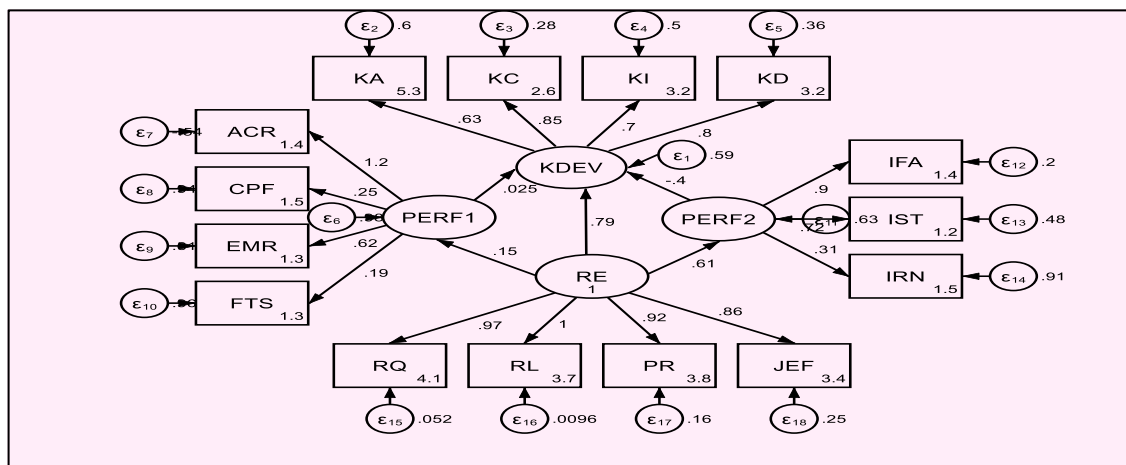 ε2 .6 ε3 .28 ε4 .5 ε5 .36
KA 5.3 KC 2.6 KI 3.2 KD 3.2
.63 .85 .7 .8
ε7 ACR 1.4
ε1 .59
KDEV
1.2
IFA 1.4 ε12 .2
ε8 CPF 1.5
.25 .025 -.4 .9
ε6 PERF1 PERF2 .63 IST 1.2 ε13 .48
ε9 EMR 1.3
.62 .79
.15 .61 .31
ε10 FTS 1.3
.19
RE 1
IRN 1.5 ε14 .91
.97 1 .92 .86
RQ 4.1 RL 3.7 PR 3.8 JEF 3.4
ε15 .052 ε16 .0096 ε17 .16 ε18 .25